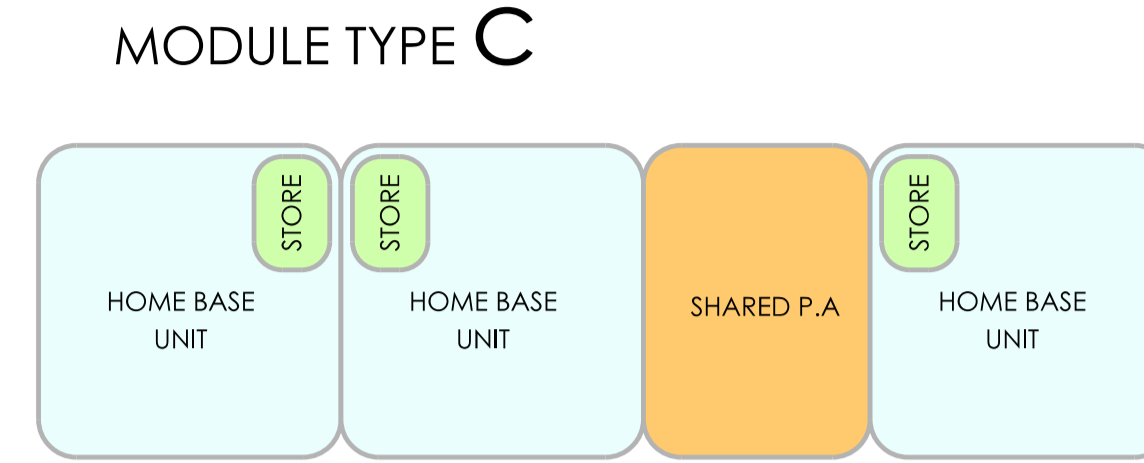 MODULE TYPE C
STORE
STORE
STORE
HOME BASE
UNIT
HOME BASE
UNIT
SHARED P.A
HOME BASE
UNIT